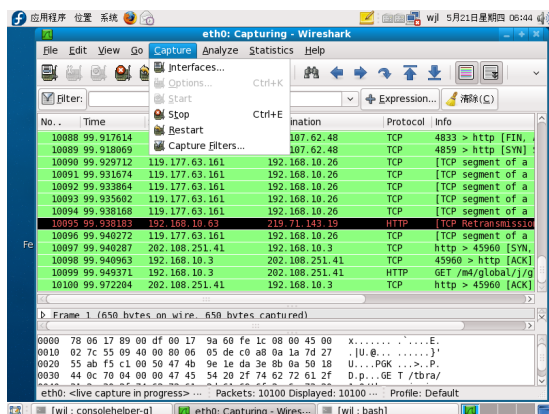 应用程序 位置 系统 wjl 5月21日星期四 06:44
eth0: Capturing - Wireshark
File Edit View Go Capture Analyze Statistics Help
Interfaces...
Options... Ctrl+K
Start
Stop Ctrl+E
Restart
Capture Filters...
Filter: Expression... 清除(C)
No. . Time ination Protocol Info
10088 99.917614 107.62.48 TCP 4833 > http [FIN,
10089 99.918069 107.62.48 TCP 4859 > http [SYN]
10090 99.929712 119.177.63.161 192.168.10.26 TCP [TCP segment of a
10091 99.931674 119.177.63.161 192.168.10.26 TCP [TCP segment of a
10092 99.933864 119.177.63.161 192.168.10.26 TCP [TCP segment of a
10093 99.935602 119.177.63.161 192.168.10.26 TCP [TCP segment of a
10094 99.938168 119.177.63.161 192.168.10.26 TCP [TCP segment of a
10095 99.938183 192.168.10.63 219.71.143.19 HTTP [TCP Retransmissio
10096 99.940272 119.177.63.161 192.168.10.26 TCP [TCP segment of a
10097 99.940287 202.108.251.41 192.168.10.3 TCP http > 45960 [SYN,
10098 99.940963 192.168.10.3 202.108.251.41 TCP 45960 > http [ACK]
10099 99.949371 192.168.10.3 202.108.251.41 HTTP GET /m4/global/j/g
10100 99.972204 202.108.251.41 192.168.10.3 TCP http > 45960 [ACK]
Fe
Frame 1 (650 bytes on wire, 650 bytes captured)
0000 78 06 17 89 00 df 00 17 9a 60 fe 1c 08 00 45 00 x....... .`....E.
0010 02 7c 55 09 40 00 80 06 05 de c0 a8 0a 1a 7d 27 .|U.@... ......}'
0020 55 ab f5 c1 00 50 47 4b 9e 1e da 3e 8b 0a 50 18 U....PGK ...>..P.
0030 44 0c 70 04 00 00 47 45 54 20 2f 74 62 72 61 2f D.p...GE T /tbra/
eth0: <live capture in progress> ... Packets: 10100 Displayed: 10100 ... Profile: Default
[wjl : consolehelper-g] eth0: Capturing - Wires... [wjl : bash]